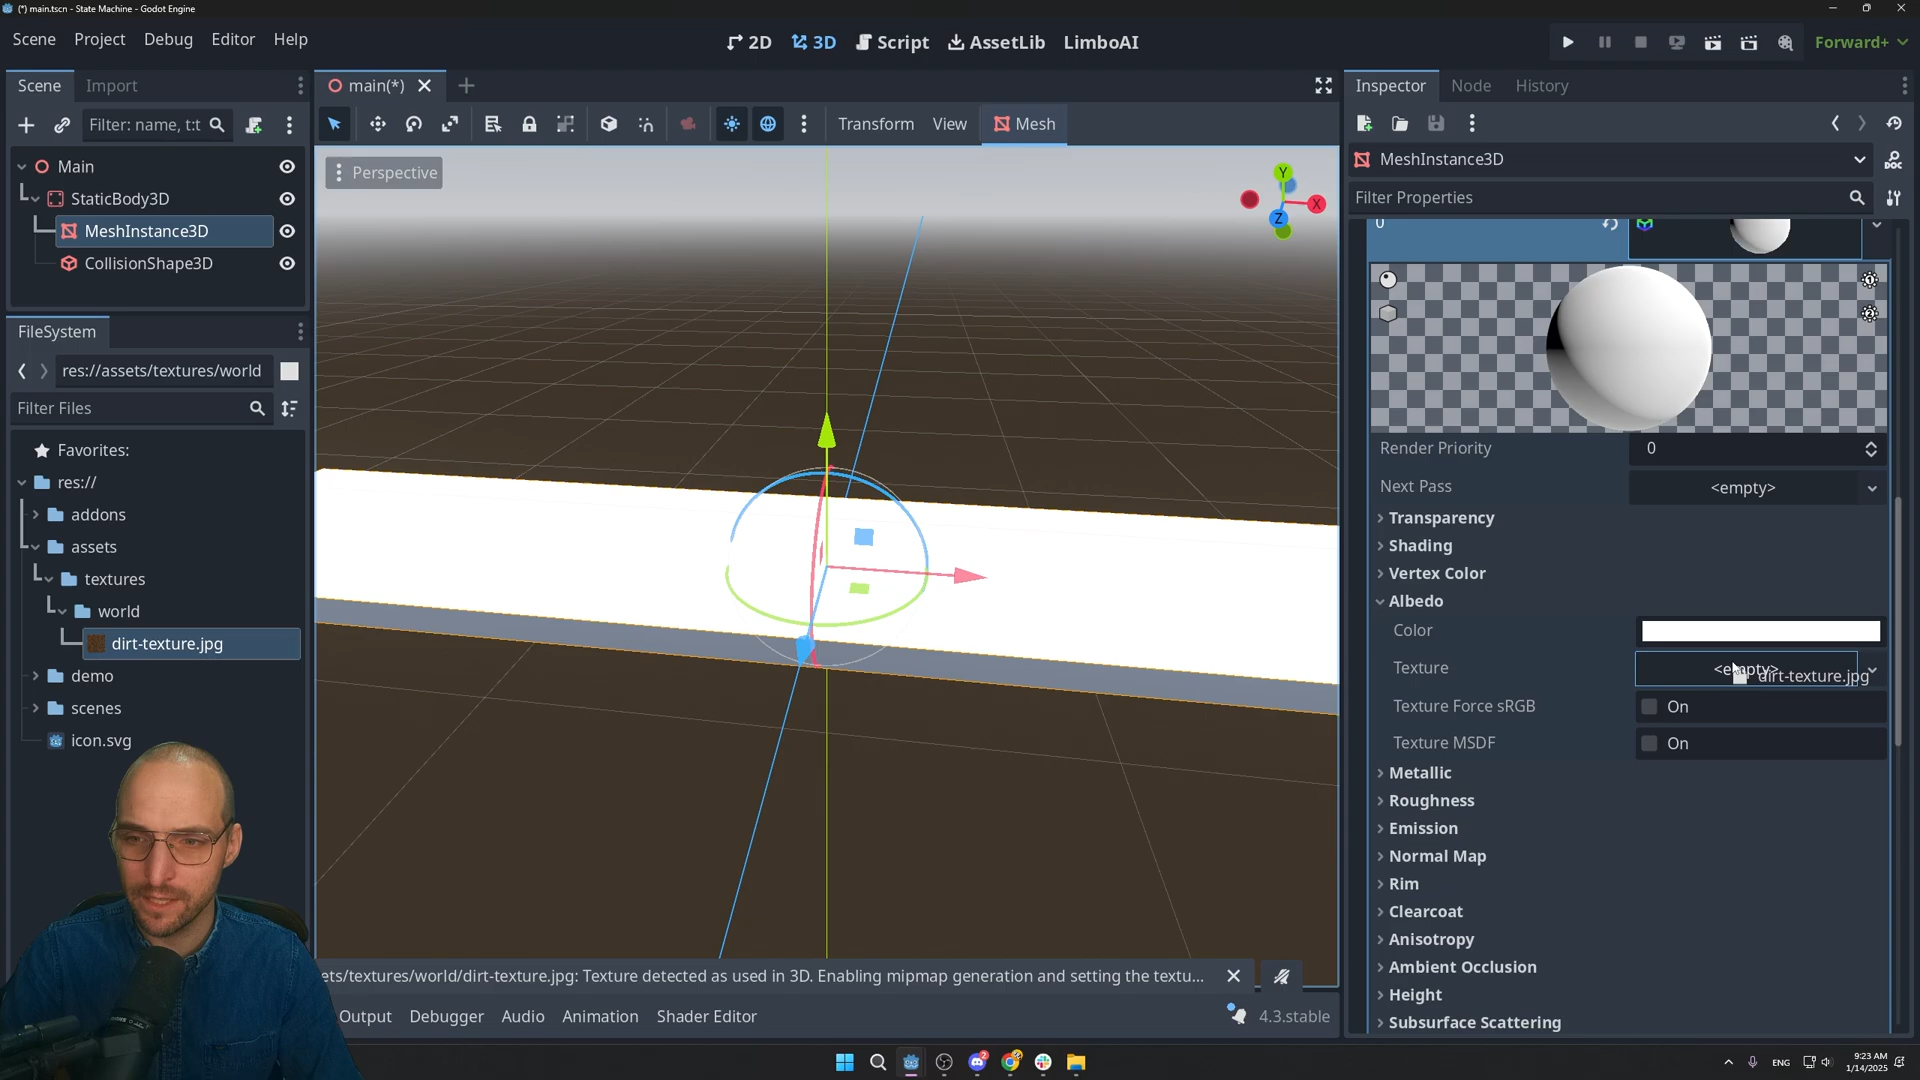 (*) main.tscn - State Machine - Godot Engine
Scene Project Debug Editor Help
2D 3D Script AssetLib LimboAI
Forward+
Scene Import
main(*)
Inspector Node History
Filter: name, t:t
Transform View Mesh
Main
StaticBody3D
MeshInstance3D
CollisionShape3D
Perspective
Y
X
Z
MeshInstance3D
Filter Properties
0
FileSystem
res://assets/textures/world
Filter Files
Favorites:
res://
addons
assets
textures
world
dirt-texture.jpg
demo
scenes
icon.svg
Render Priority 0
Next Pass <empty>
Transparency
Shading
Vertex Color
Albedo
Color
Texture <empty> dirt-texture.jpg
Texture Force sRGB On
Texture MSDF On
Metallic
Roughness
Emission
Normal Map
Rim
Clearcoat
Anisotropy
Ambient Occlusion
Height
Subsurface Scattering
ets/textures/world/dirt-texture.jpg: Texture detected as used in 3D. Enabling mipmap generation and setting the textu...
Output Debugger Audio Animation Shader Editor
4.3.stable
ENG
9:23 AM
1/14/2025